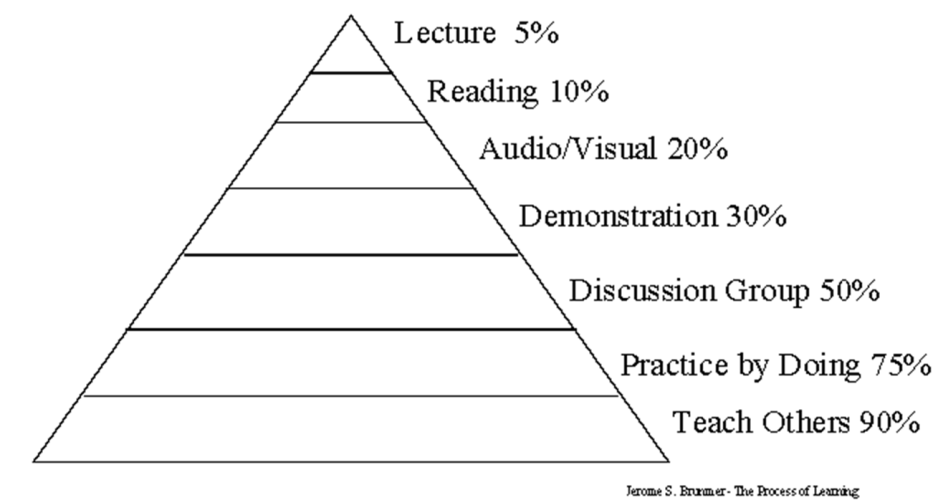 Lecture 5%
Reading 10%
Audio/Visual 20%
Demonstration 30%
Discussion Group 50%
Practice by Doing 75%
Teach Others 90%
Jerome S. Brunner - The Process of Learning